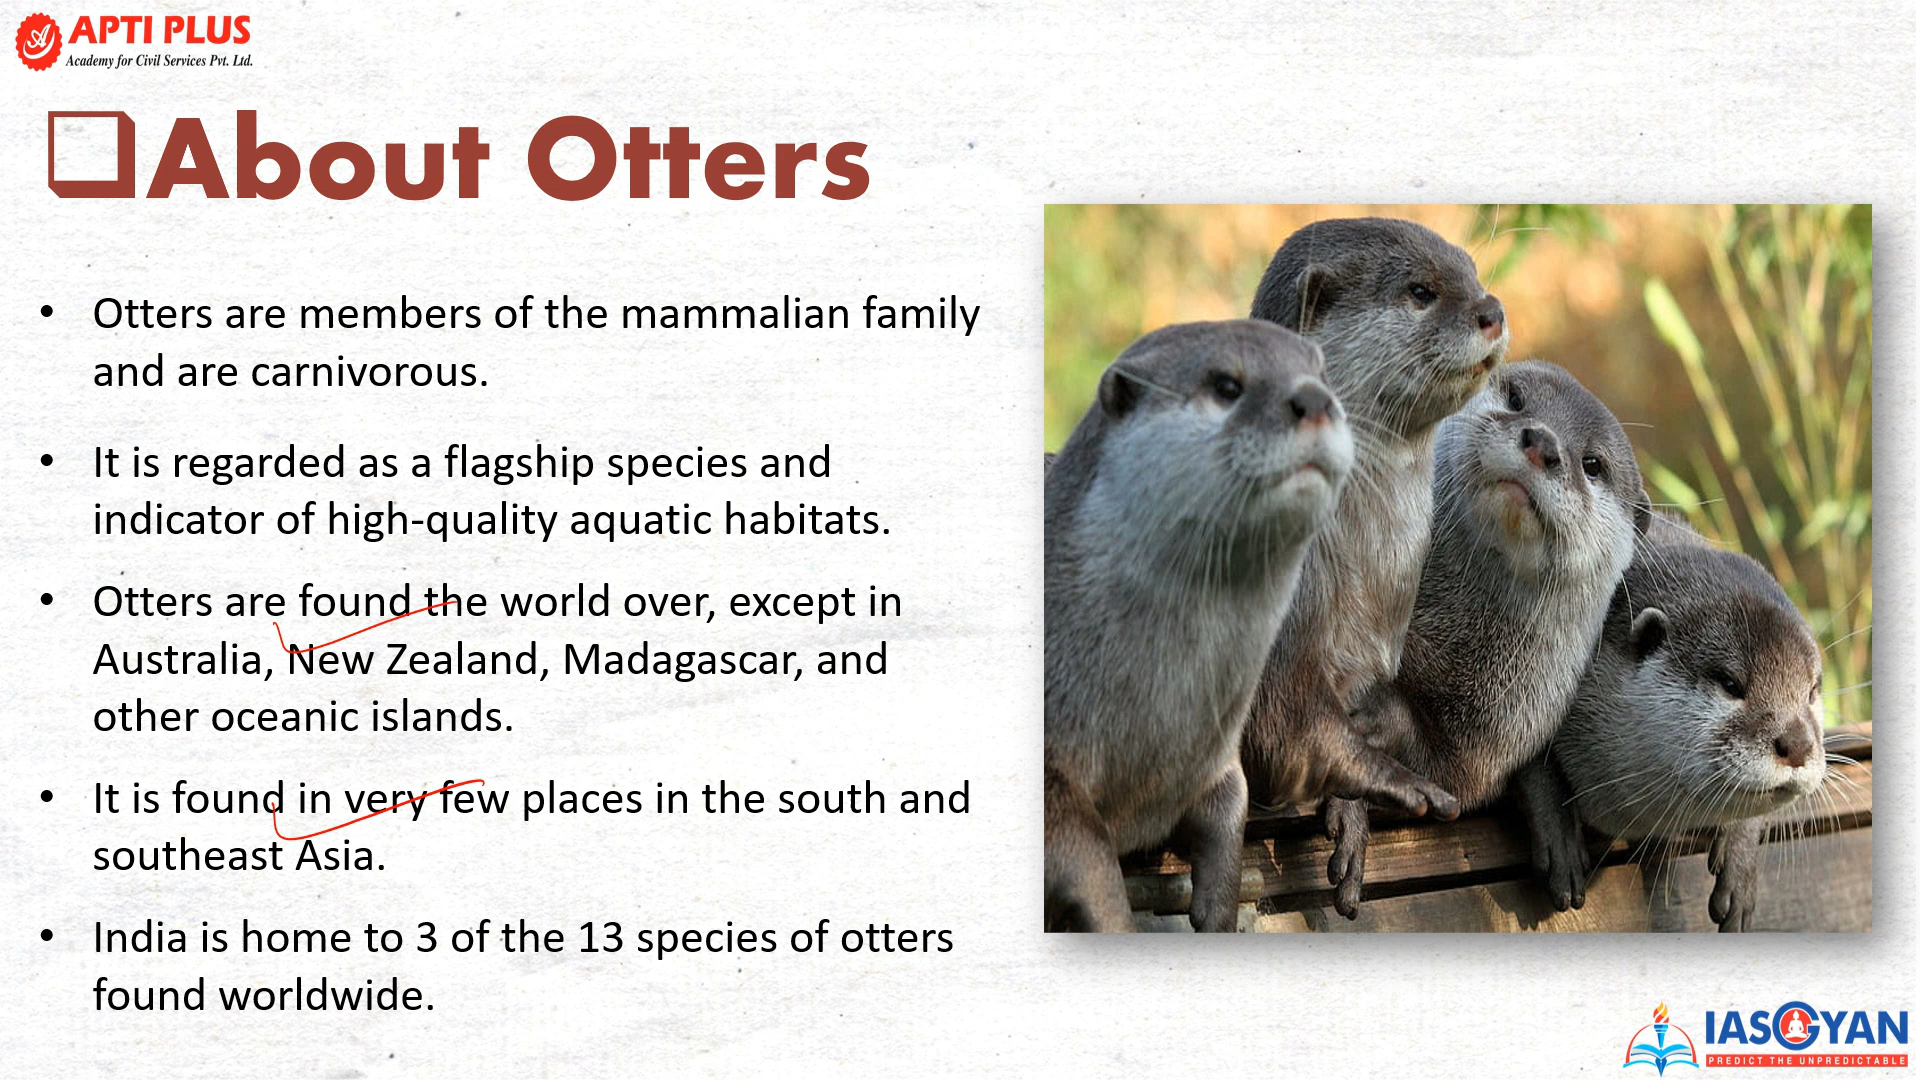 APTI PLUS
Academy for Civil Services Pvt. Ltd.
About Otters
• Otters are members of the mammalian family
and are carnivorous.
• It is regarded as a flagship species and
indicator of high-quality aquatic habitats.
• Otters are found the world over, except in
Australia, New Zealand, Madagascar, and
other oceanic islands.
• It is found in very few places in the south and
southeast Asia.
• India is home to 3 of the 13 species of otters
found worldwide.
IASGYAN
PREDICT THE UNPREDICTABLE